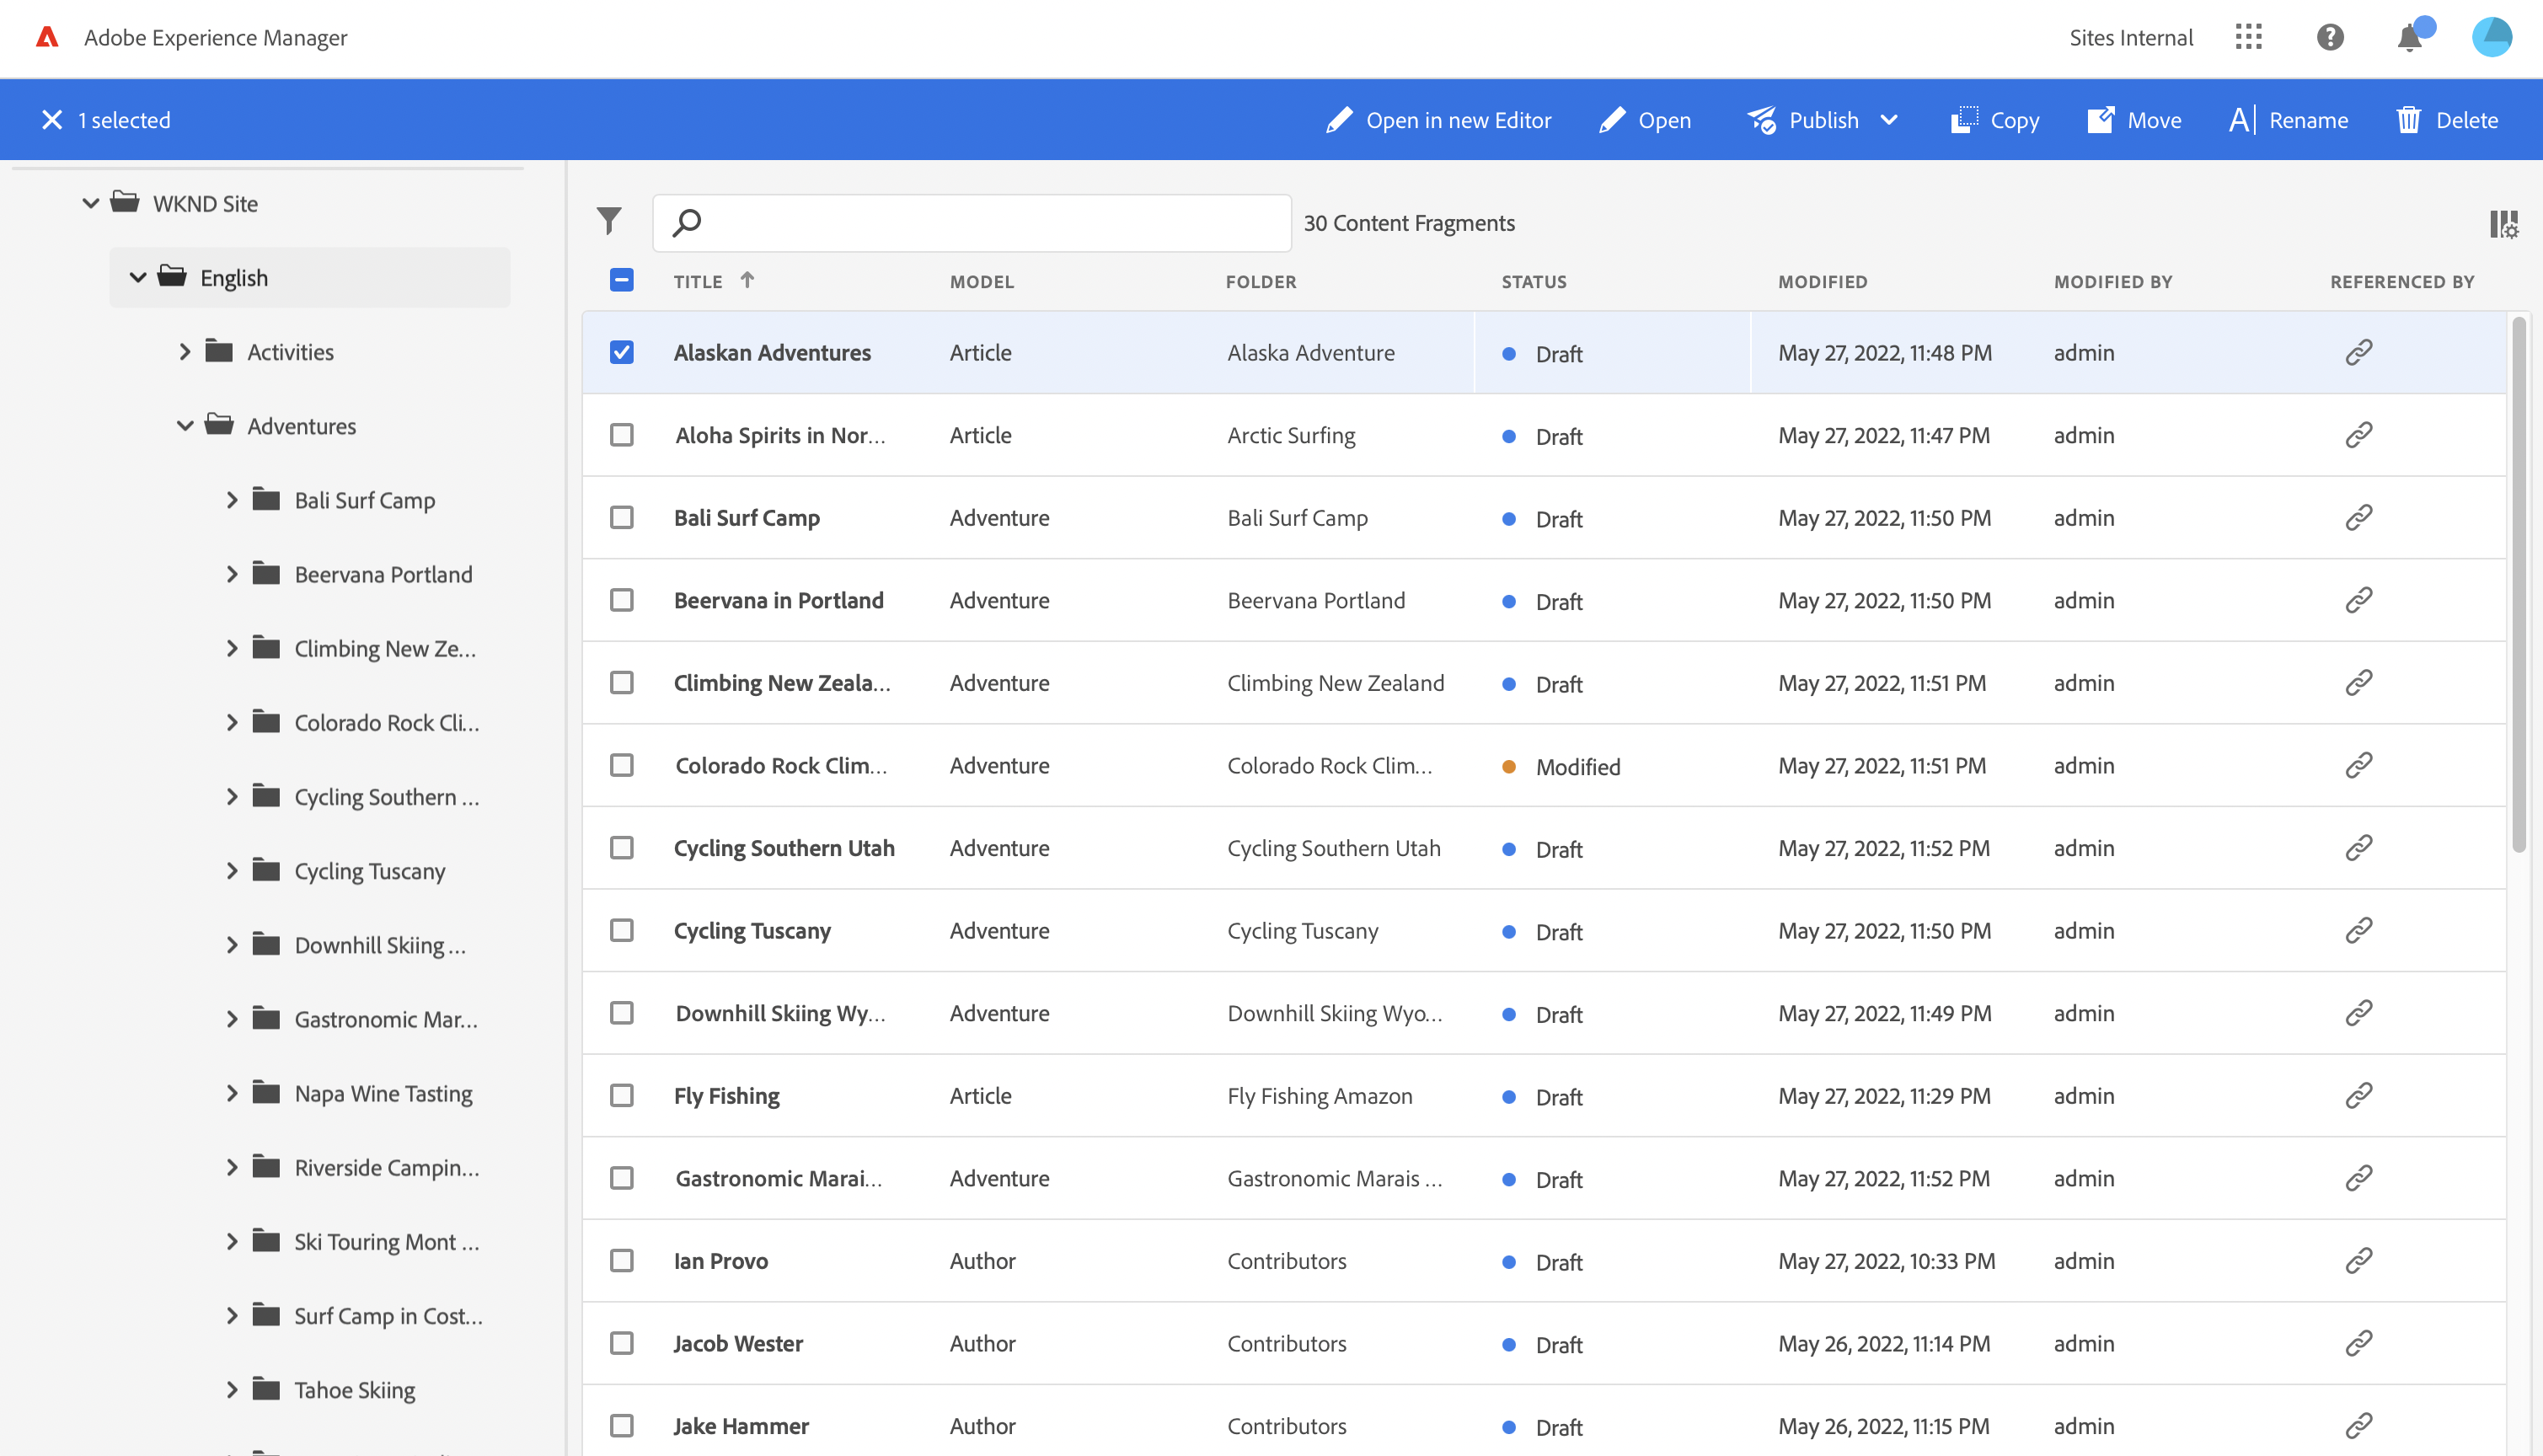 Adobe Experience Manager
Sites Internal
1 selected
Open in new Editor
Open
Publish
Copy
Move
Rename
Delete
WKND Site
English
Activities
Adventures
Bali Surf Camp
Beervana Portland
Climbing New Ze...
Colorado Rock Cli...
Cycling Southern ...
Cycling Tuscany
Downhill Skiing ...
Gastronomic Mar...
Napa Wine Tasting
Riverside Campin...
Ski Touring Mont ...
Surf Camp in Cost...
Tahoe Skiing
30 Content Fragments
TITLE MODEL FOLDER STATUS MODIFIED MODIFIED BY REFERENCED BY
Alaskan Adventures Article Alaska Adventure Draft May 27, 2022, 11:48 PM admin
Aloha Spirits in Nor... Article Arctic Surfing Draft May 27, 2022, 11:47 PM admin
Bali Surf Camp Adventure Bali Surf Camp Draft May 27, 2022, 11:50 PM admin
Beervana in Portland Adventure Beervana Portland Draft May 27, 2022, 11:50 PM admin
Climbing New Zeala... Adventure Climbing New Zealand Draft May 27, 2022, 11:51 PM admin
Colorado Rock Clim... Adventure Colorado Rock Clim... Modified May 27, 2022, 11:51 PM admin
Cycling Southern Utah Adventure Cycling Southern Utah Draft May 27, 2022, 11:52 PM admin
Cycling Tuscany Adventure Cycling Tuscany Draft May 27, 2022, 11:50 PM admin
Downhill Skiing Wy... Adventure Downhill Skiing Wyo... Draft May 27, 2022, 11:49 PM admin
Fly Fishing Article Fly Fishing Amazon Draft May 27, 2022, 11:29 PM admin
Gastronomic Marai... Adventure Gastronomic Marais ... Draft May 27, 2022, 11:52 PM admin
Ian Provo Author Contributors Draft May 27, 2022, 10:33 PM admin
Jacob Wester Author Contributors Draft May 26, 2022, 11:14 PM admin
Jake Hammer Author Contributors Draft May 26, 2022, 11:15 PM admin